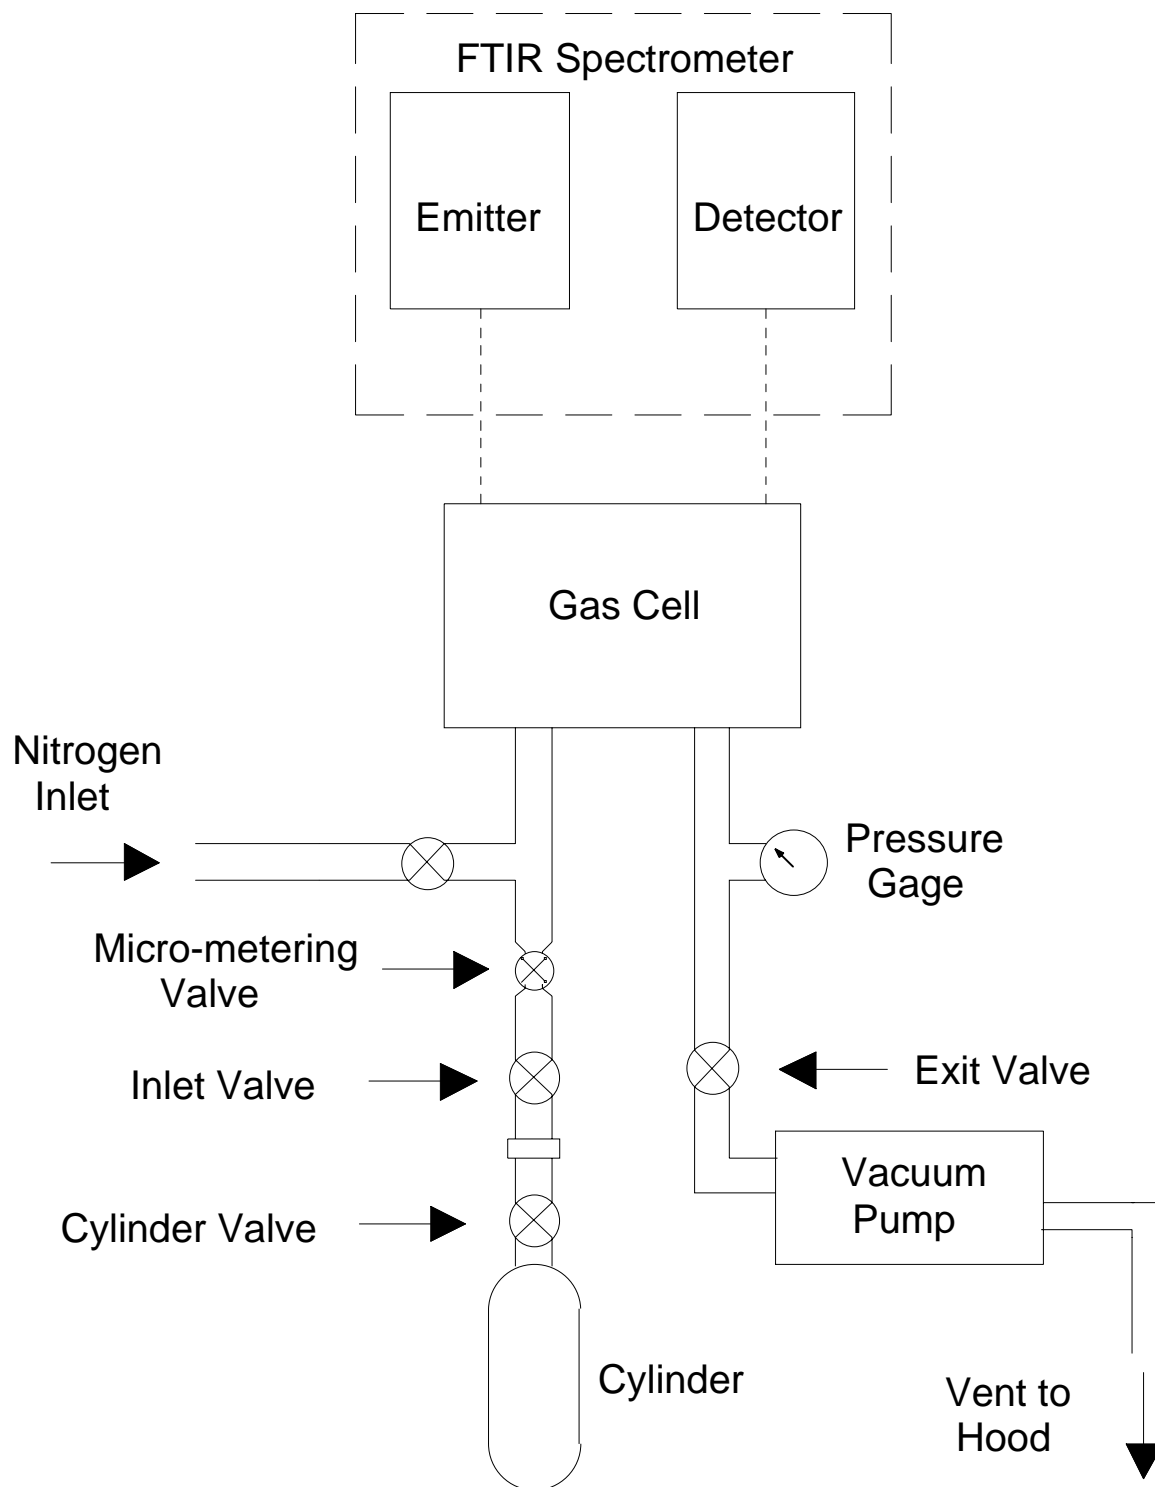 FTIR Spectrometer
Emitter
Detector
Gas Cell
Nitrogen
Inlet
Pressure
Gage
Micro-metering
Valve
Inlet Valve
Exit Valve
Vacuum
Pump
Cylinder Valve
Cylinder
Vent to
Hood